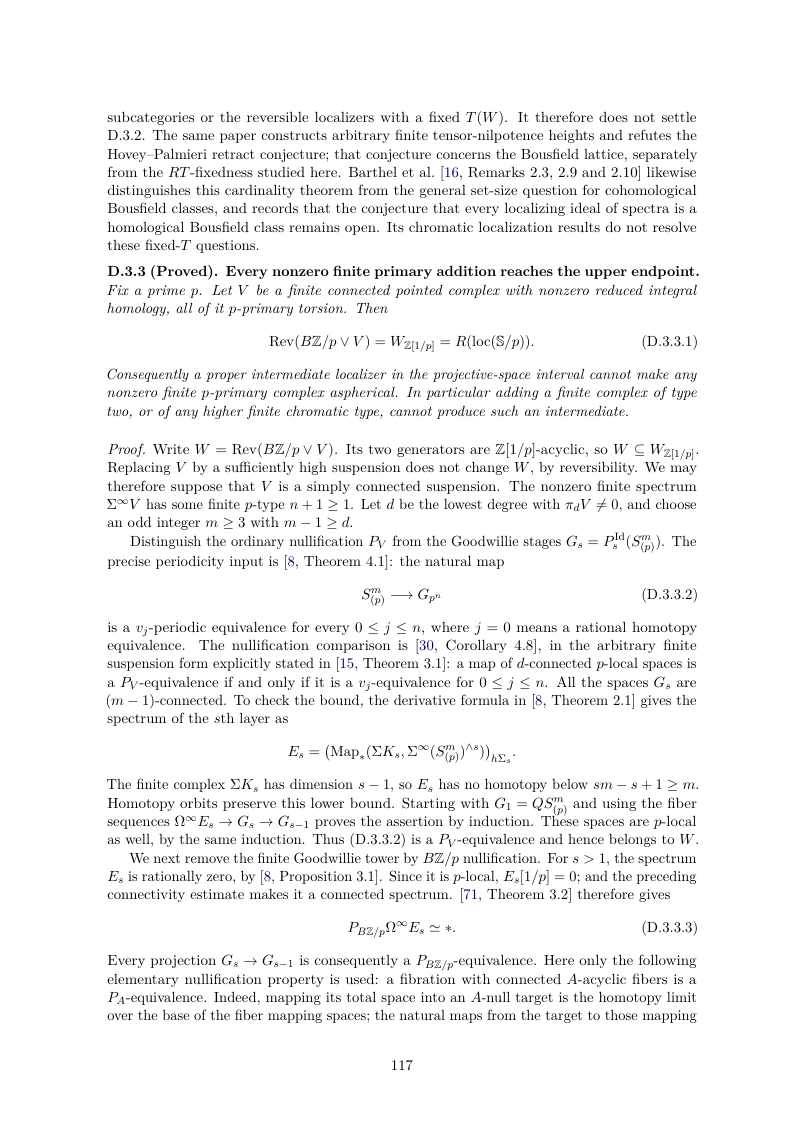 subcategories or the reversible localizers with a fixed T(W). It therefore does not settle
D.3.2. The same paper constructs arbitrary finite tensor-nilpotence heights and refutes the
Hovey–Palmieri retract conjecture; that conjecture concerns the Bousfield lattice, separately
from the RT-fixedness studied here. Barthel et al. [16, Remarks 2.3, 2.9 and 2.10] likewise
distinguishes this cardinality theorem from the general set-size question for cohomological
Bousfield classes, and records that the conjecture that every localizing ideal of spectra is a
homological Bousfield class remains open. Its chromatic localization results do not resolve
these fixed-T questions.
D.3.3 (Proved). Every nonzero finite primary addition reaches the upper endpoint.
Fix a prime p. Let V be a finite connected pointed complex with nonzero reduced integral
homology, all of it p-primary torsion. Then
Rev(Bℤ/p ∨ V) = W_{ℤ[1/p]} = R(loc(𝕊/p)). (D.3.3.1)
Consequently a proper intermediate localizer in the projective-space interval cannot make any
nonzero finite p-primary complex aspherical. In particular adding a finite complex of type
two, or of any higher finite chromatic type, cannot produce such an intermediate.
Proof. Write W = Rev(Bℤ/p ∨ V). Its two generators are ℤ[1/p]-acyclic, so W ⊆ W_{ℤ[1/p]}.
Replacing V by a sufficiently high suspension does not change W, by reversibility. We may
therefore suppose that V is a simply connected suspension. The nonzero finite spectrum
Σ^∞V has some finite p-type n + 1 ≥ 1. Let d be the lowest degree with π_dV ≠ 0, and choose
an odd integer m ≥ 3 with m − 1 ≥ d.
Distinguish the ordinary nullification P_V from the Goodwillie stages G_s = P_s^{Id}(S^m_{(p)}). The
precise periodicity input is [8, Theorem 4.1]: the natural map
S^m_{(p)} ⟶ G_{p^n} (D.3.3.2)
is a v_j-periodic equivalence for every 0 ≤ j ≤ n, where j = 0 means a rational homotopy
equivalence. The nullification comparison is [30, Corollary 4.8], in the arbitrary finite
suspension form explicitly stated in [15, Theorem 3.1]: a map of d-connected p-local spaces is
a P_V-equivalence if and only if it is a v_j-equivalence for 0 ≤ j ≤ n. All the spaces G_s are
(m − 1)-connected. To check the bound, the derivative formula in [8, Theorem 2.1] gives the
spectrum of the sth layer as
E_s = (Map_*(ΣK_s, Σ^∞(S^m_{(p)})^{∧s}))_{hΣ_s}.
The finite complex ΣK_s has dimension s − 1, so E_s has no homotopy below sm − s + 1 ≥ m.
Homotopy orbits preserve this lower bound. Starting with G_1 = QS^m_{(p)} and using the fiber
sequences Ω^∞E_s → G_s → G_{s−1} proves the assertion by induction. These spaces are p-local
as well, by the same induction. Thus (D.3.3.2) is a P_V-equivalence and hence belongs to W.
We next remove the finite Goodwillie tower by Bℤ/p nullification. For s > 1, the spectrum
E_s is rationally zero, by [8, Proposition 3.1]. Since it is p-local, E_s[1/p] = 0; and the preceding
connectivity estimate makes it a connected spectrum. [71, Theorem 3.2] therefore gives
P_{Bℤ/p}Ω^∞E_s ≃ ∗. (D.3.3.3)
Every projection G_s → G_{s−1} is consequently a P_{Bℤ/p}-equivalence. Here only the following
elementary nullification property is used: a fibration with connected A-acyclic fibers is a
P_A-equivalence. Indeed, mapping its total space into an A-null target is the homotopy limit
over the base of the fiber mapping spaces; the natural maps from the target to those mapping
117